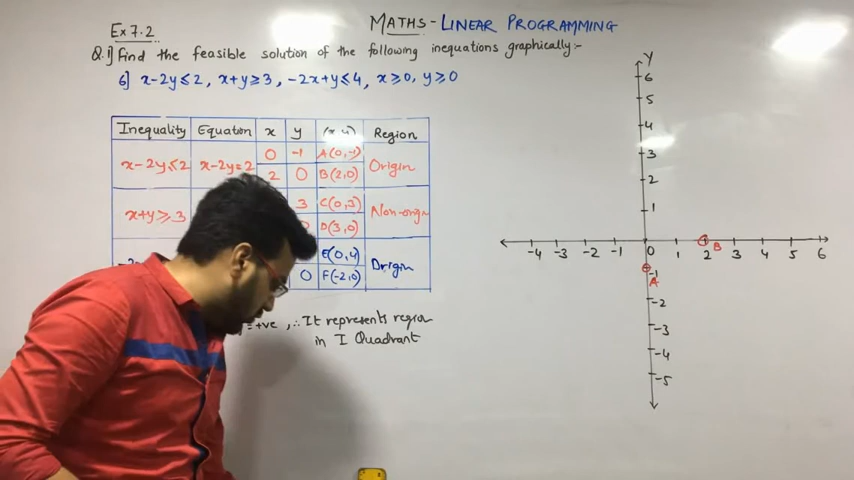 MATHS - LINEAR PROGRAMMING
Ex 7.2
Q.1] Find the feasible solution of the following inequations graphically:-
6] x-2y≤2, x+y≥3, -2x+y≤4, x≥0, y≥0
Inequality Equation x y (x,y) Region
x-2y≤2 x-2y=2 0 -1 A(0,-1) Origin
2 0 B(2,0)
x+y≥3 3 C(0,3) Non-origin
D(3,0)
E(0,4) Origin
0 F(-2,0)
=+ve, ∴ It represents region
in I Quadrant
Y
6
5
4
3
2
1
-4 -3 -2 -1 0 1 2 B 3 4 5 6
-1
A
-2
-3
-4
-5